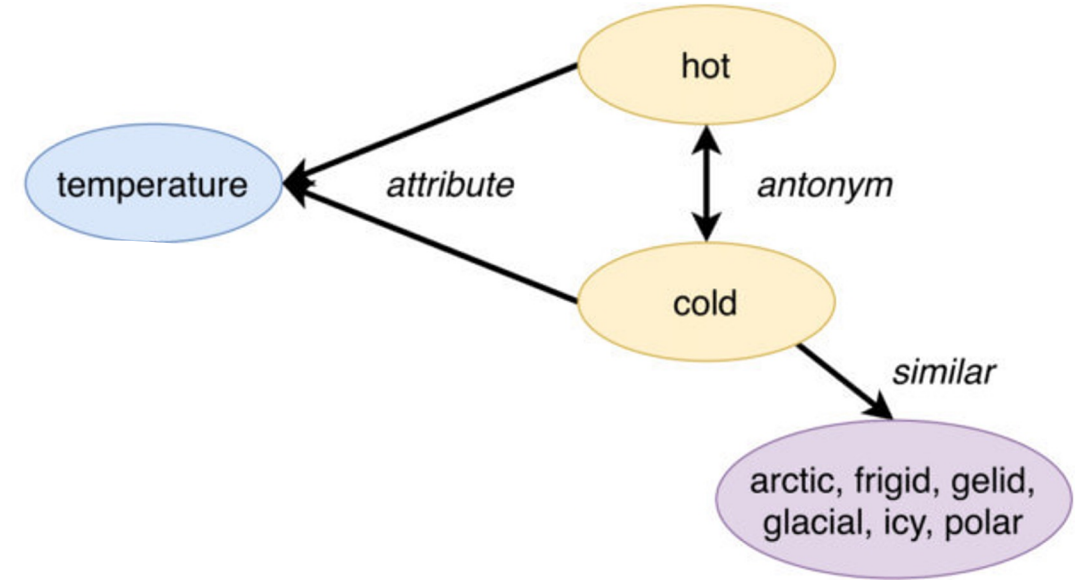 hot
temperature
attribute
antonym
cold
similar
arctic, frigid, gelid,
glacial, icy, polar